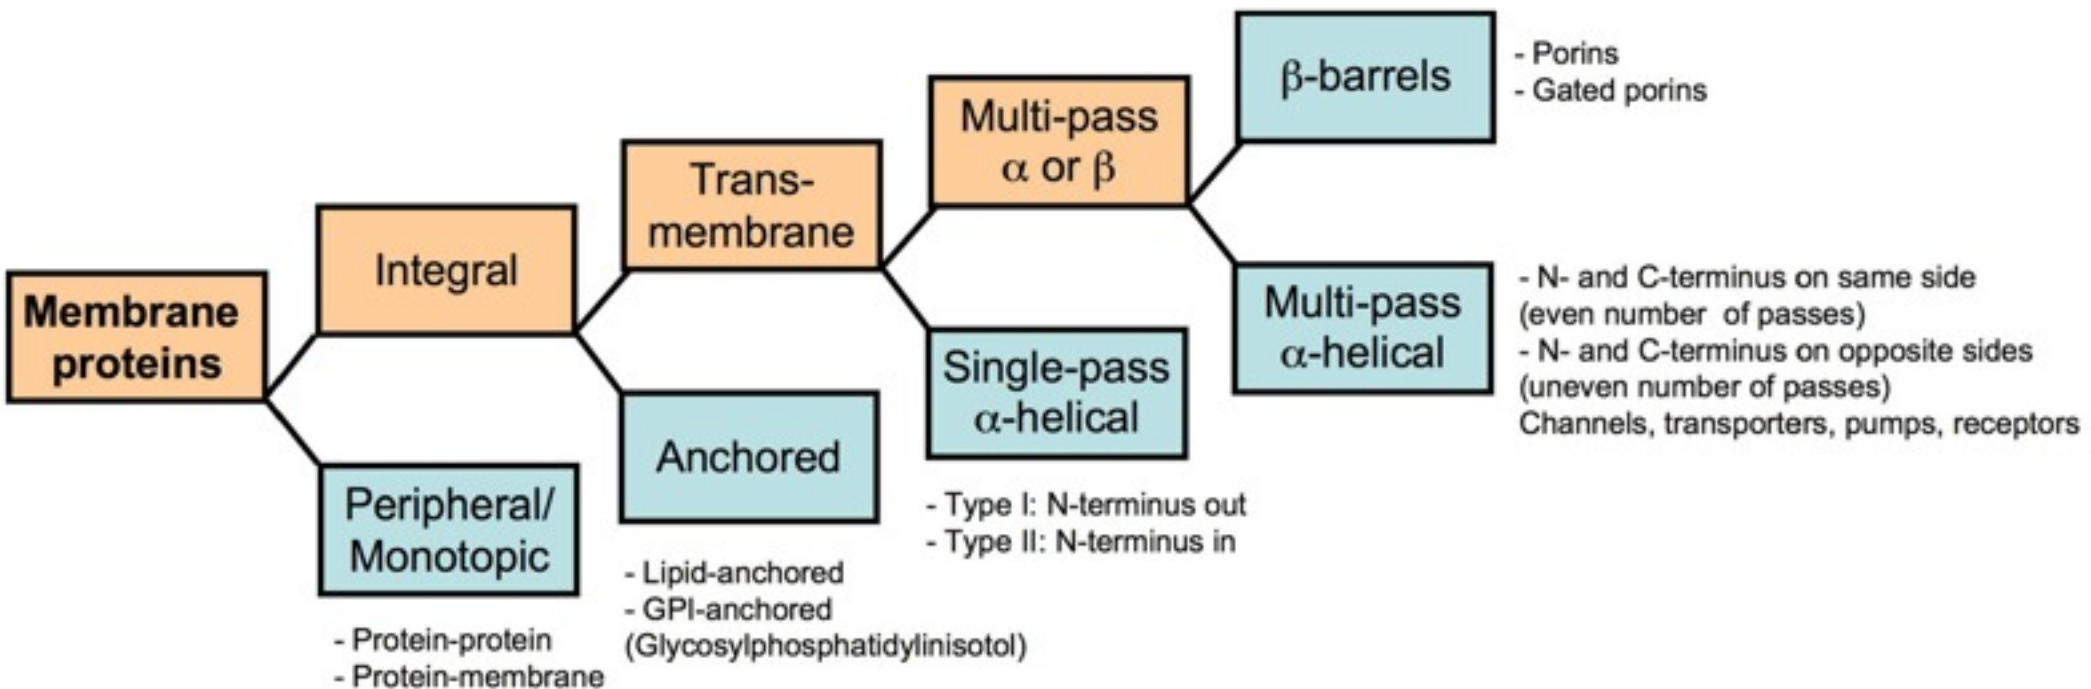 Membrane
proteins
Integral
Peripheral/
Monotopic
- Protein-protein
- Protein-membrane
Trans-
membrane
Anchored
- Lipid-anchored
- GPI-anchored
(Glycosylphosphatidylinisotol)
Multi-pass
α or β
Single-pass
α-helical
- Type I: N-terminus out
- Type II: N-terminus in
β-barrels
- Porins
- Gated porins
Multi-pass
α-helical
- N- and C-terminus on same side
(even number of passes)
- N- and C-terminus on opposite sides
(uneven number of passes)
Channels, transporters, pumps, receptors